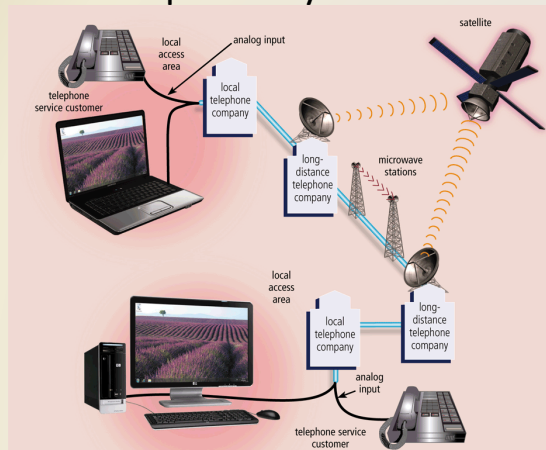 satellite
local
access
area
analog input
telephone
service customer
local
telephone
company
long-
distance
telephone
company
microwave
stations
local
access
area
local
telephone
company
long-
distance
telephone
company
analog
input
telephone service
customer